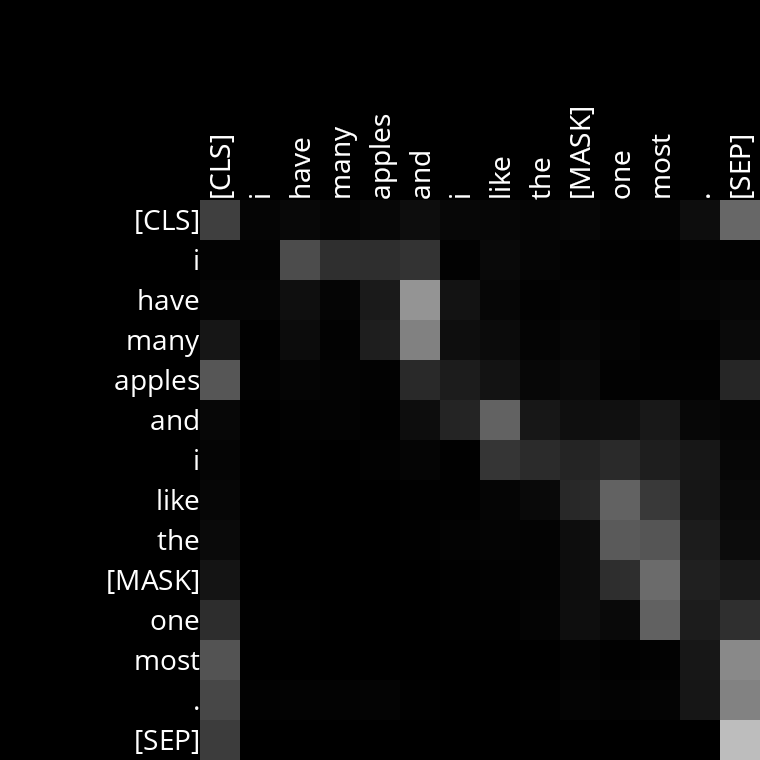 [CLS] i have many apples and i like the [MASK] one most . [SEP]
[CLS]
i
have
many
apples
and
i
like
the
[MASK]
one
most
.
[SEP]